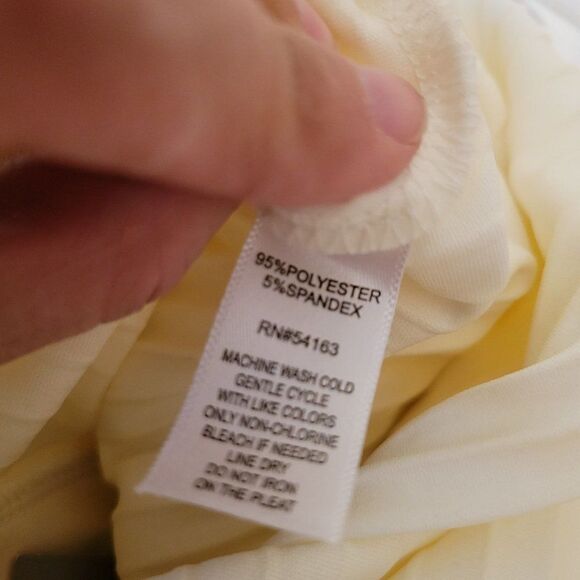 95%POLYESTER
5%SPANDEX
RN#54163
MACHINE WASH COLD
GENTLE CYCLE
WITH LIKE COLORS
ONLY NON-CHLORINE
BLEACH IF NEEDED
LINE DRY
DO NOT IRON
ON THE PLEAT